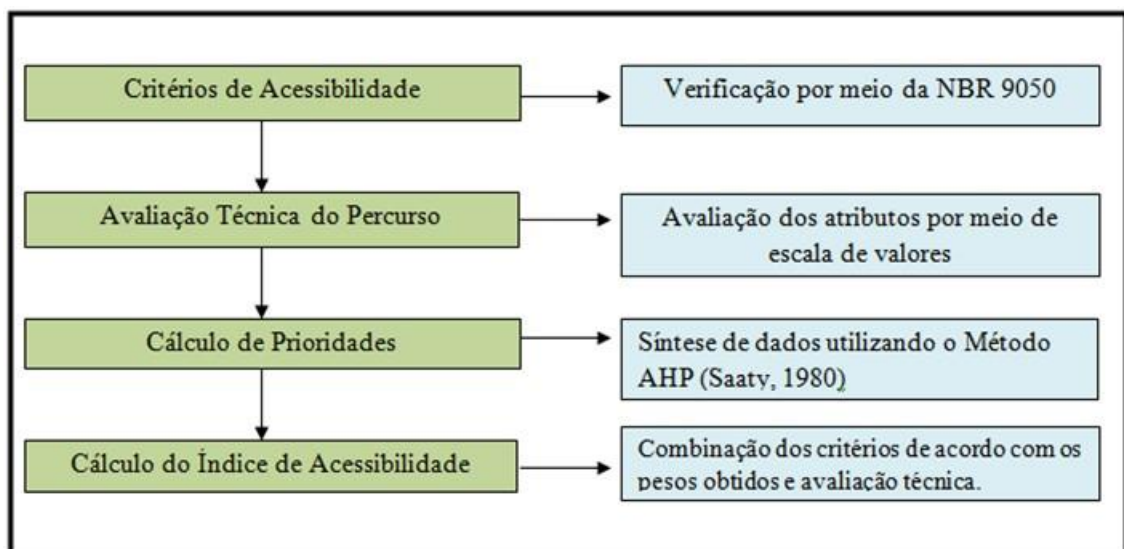 Critérios de Acessibilidade
Verificação por meio da NBR 9050
Avaliação Técnica do Percurso
Avaliação dos atributos por meio de
escala de valores
Cálculo de Prioridades
Síntese de dados utilizando o Método
AHP (Saaty, 1980)
Cálculo do Índice de Acessibilidade
Combinação dos critérios de acordo com os
pesos obtidos e avaliação técnica.